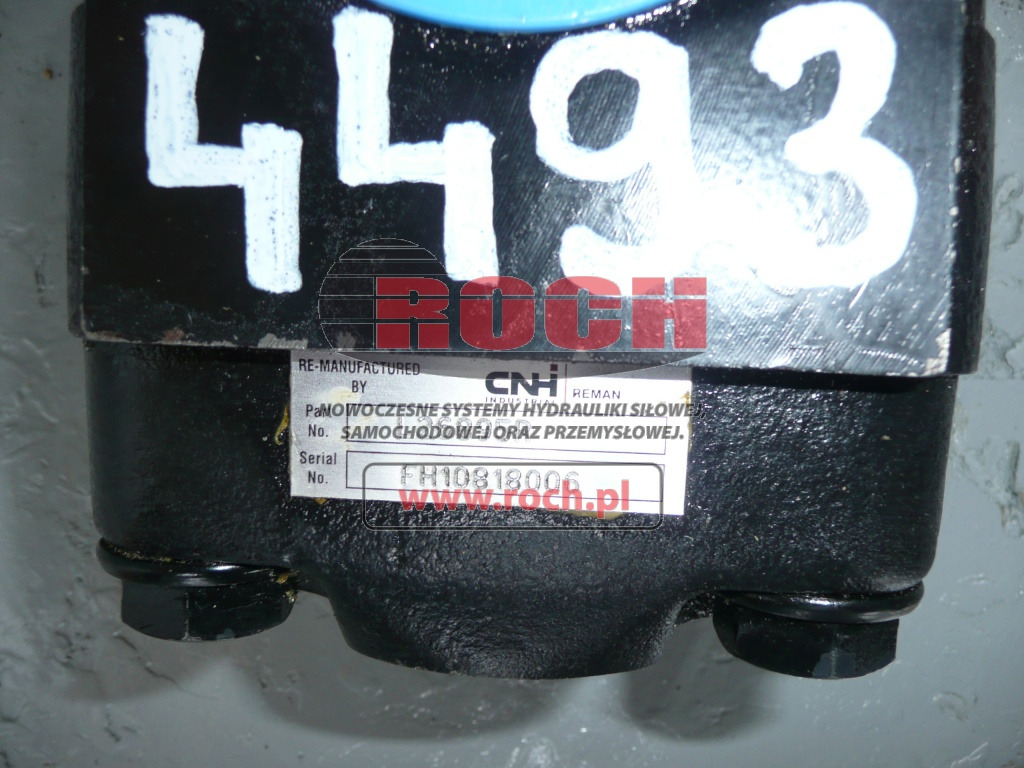 4493
ROCH
RE-MANUFACTURED
BY
CNH
INDUSTRIAL
REMAN
Part
No.
NOWOCZESNE SYSTEMY HYDRAULIKI SIŁOWEJ,
SAMOCHODOWEJ ORAZ PRZEMYSŁOWEJ.
Serial
No.
FH10818006
www.roch.pl